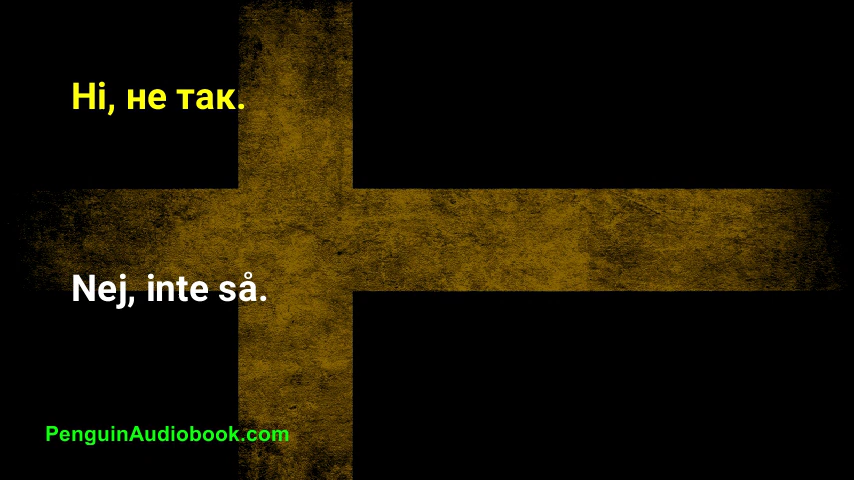 Ні, не так.
Nej, inte så.
PenguinAudiobook.com